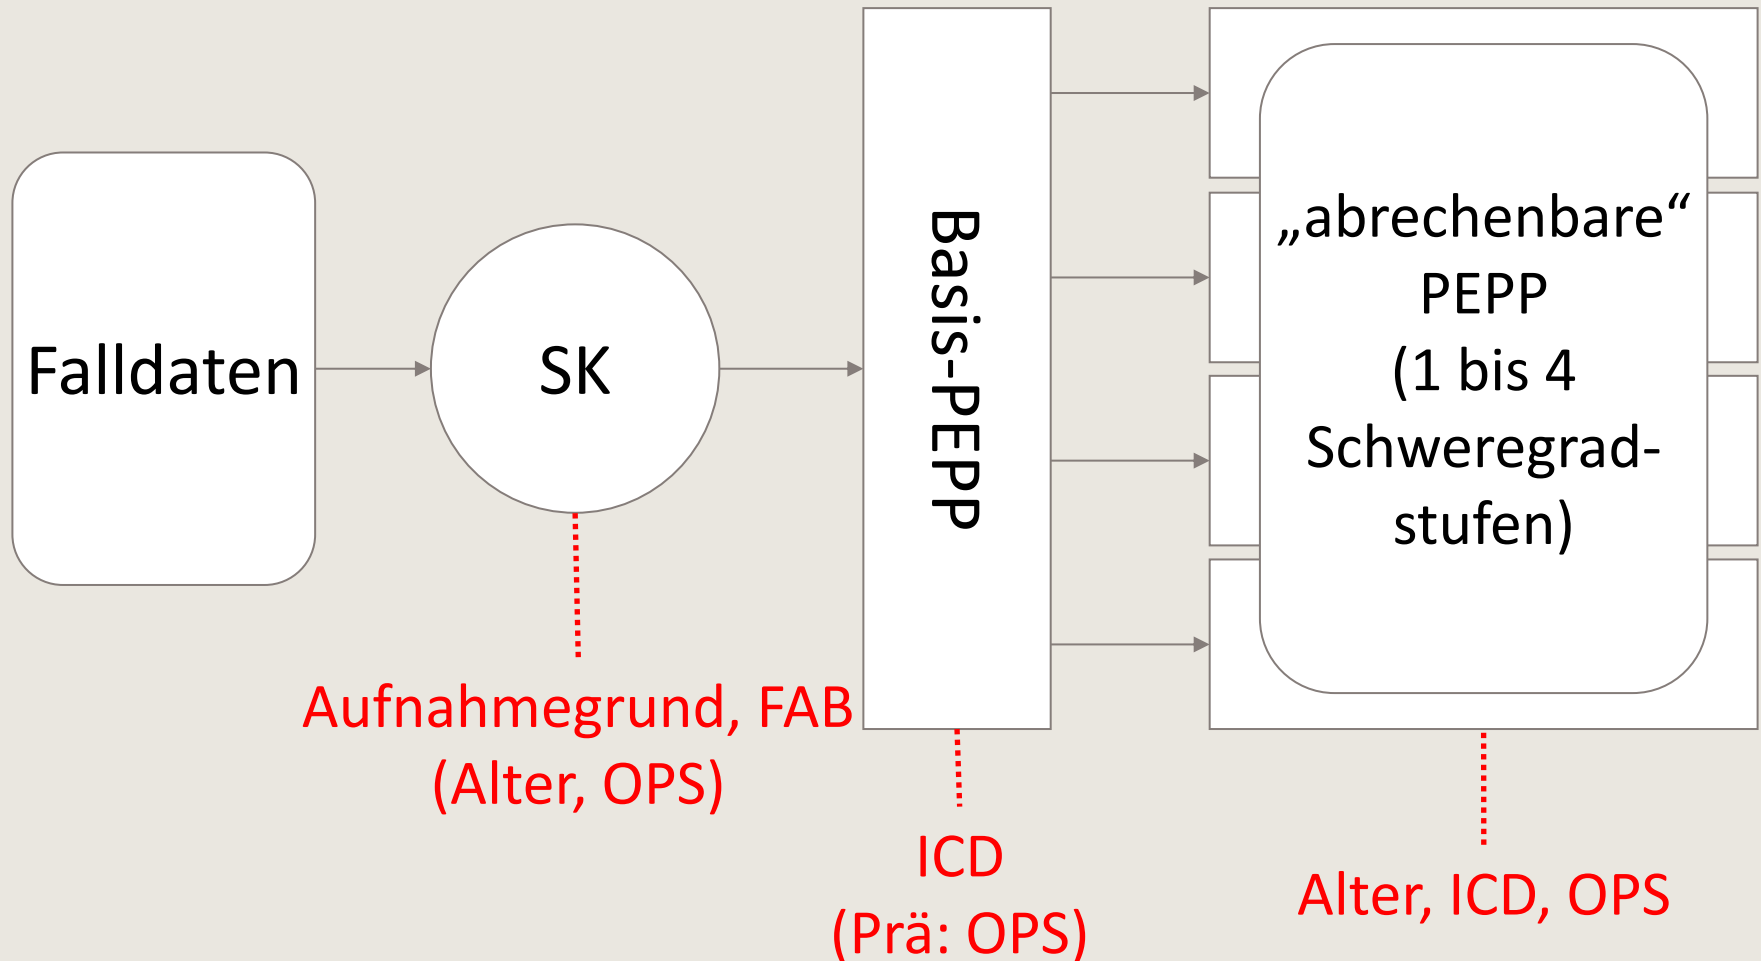 Falldaten
SK
Basis-PEPP
„abrechenbare“
PEPP
(1 bis 4
Schweregrad-
stufen)
Aufnahmegrund, FAB
(Alter, OPS)
ICD
(Prä: OPS)
Alter, ICD, OPS